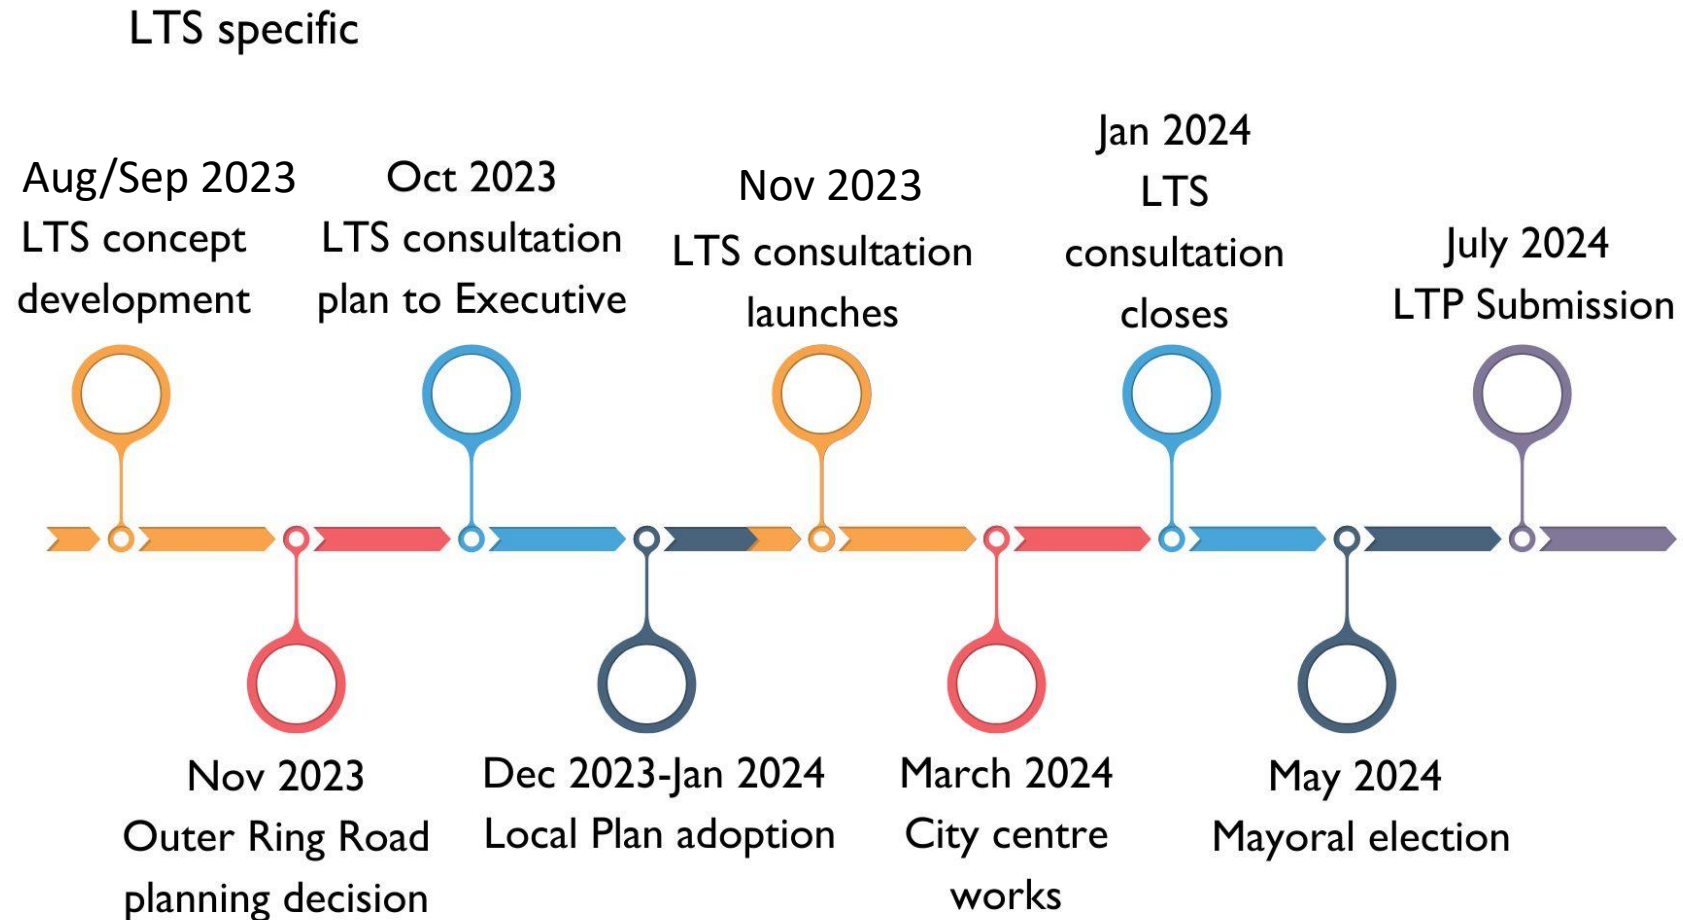 LTS specific
Aug/Sep 2023
LTS concept
development
Oct 2023
LTS consultation
plan to Executive
Nov 2023
LTS consultation
launches
Jan 2024
LTS
consultation
closes
July 2024
LTP Submission
Nov 2023
Outer Ring Road
planning decision
Dec 2023-Jan 2024
Local Plan adoption
March 2024
City centre
works
May 2024
Mayoral election